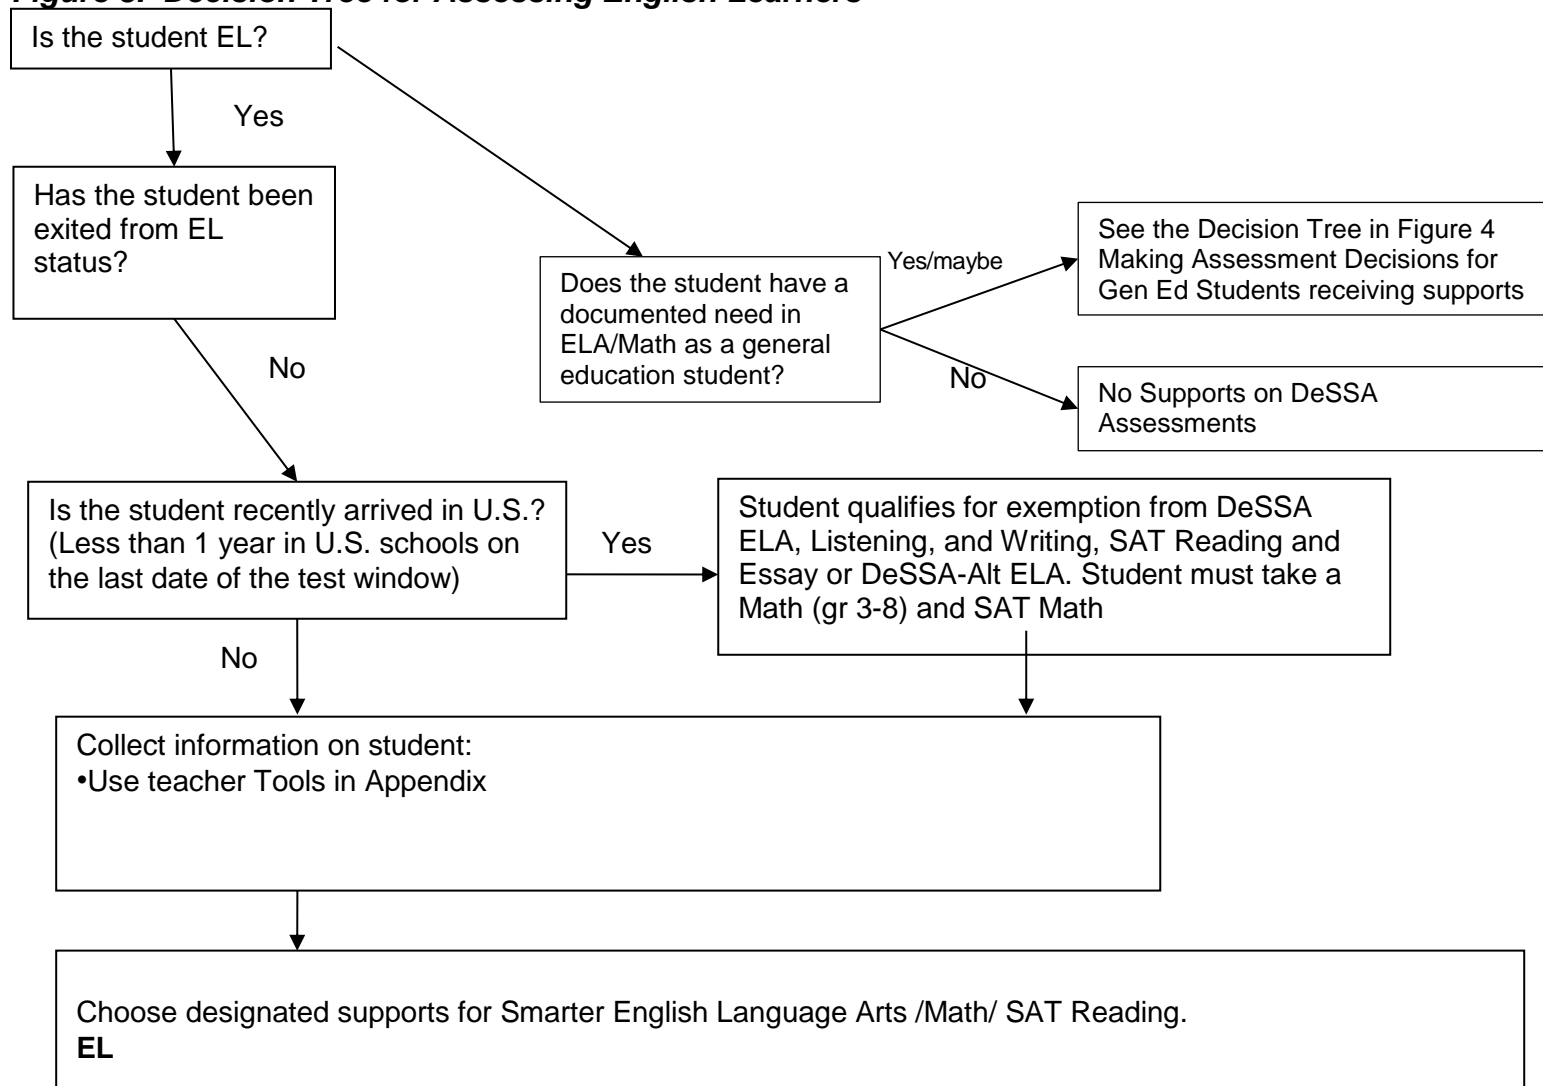 Decision Tree for Assessing English Learners
Is the student EL?
Yes
Has the student been
exited from EL
status?
No
Does the student have a
documented need in
ELA/Math as a general
education student?
Yes/maybe
See the Decision Tree in Figure 4
Making Assessment Decisions for
Gen Ed Students receiving supports
No
No Supports on DeSSA
Assessments
Is the student recently arrived in U.S.?
(Less than 1 year in U.S. schools on
the last date of the test window)
Yes
Student qualifies for exemption from DeSSA
ELA, Listening, and Writing, SAT Reading and
Essay or DeSSA-Alt ELA. Student must take a
Math (gr 3-8) and SAT Math
No
Collect information on student:
•Use teacher Tools in Appendix
Choose designated supports for Smarter English Language Arts /Math/ SAT Reading.
EL